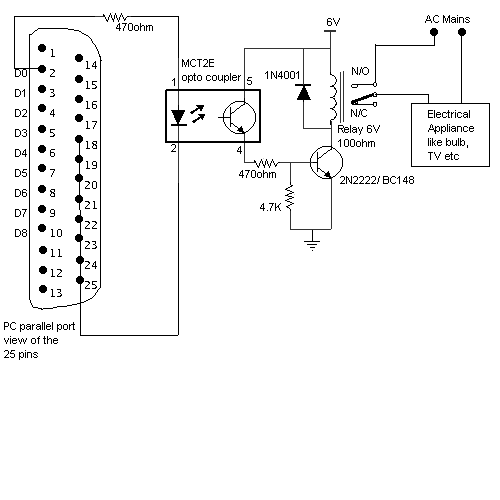 470ohm
6V
AC Mains
MCT2E
opto coupler
1
5
1N4001
N/O
N/C
Relay 6V
100ohm
Electrical
Appliance
like bulb,
TV etc
2
4
470ohm
2N2222/ BC148
4.7K
D0
D1
D2
D3
D4
D5
D6
D7
D8
1
2
3
4
5
6
7
8
9
10
11
12
13
14
15
16
17
18
19
20
21
22
23
24
25
PC parallel port
view of the
25 pins